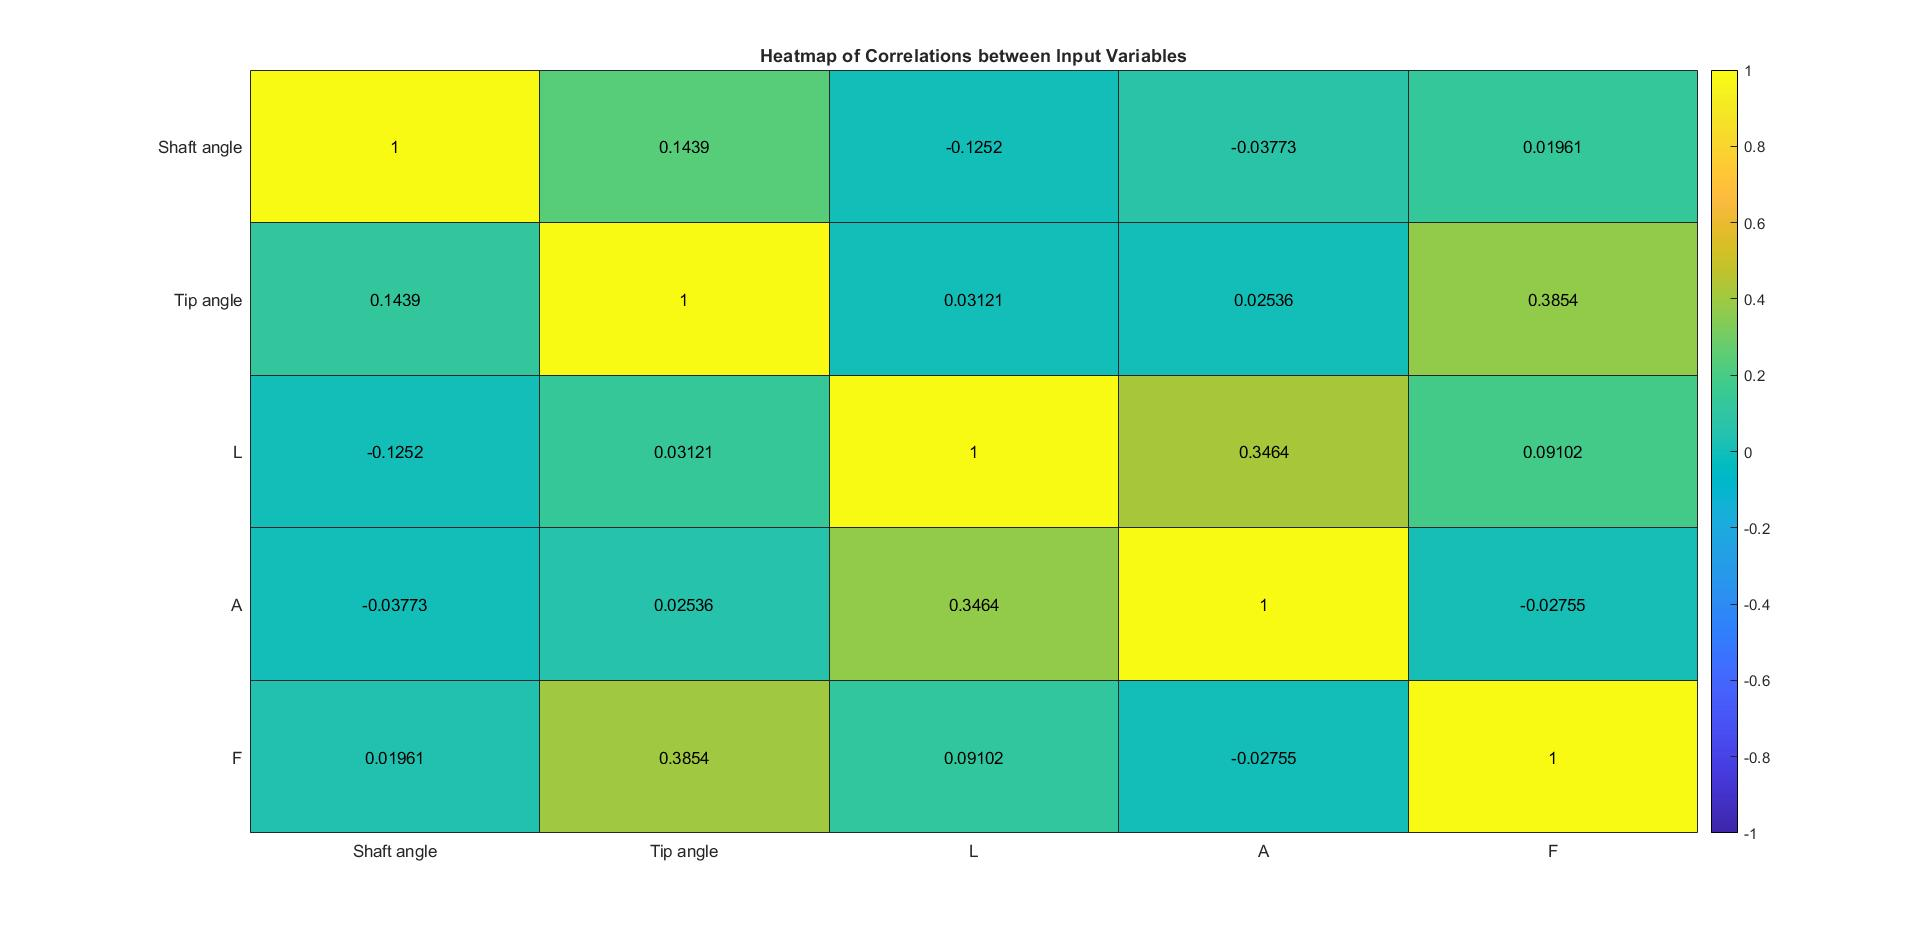 Heatmap of Correlations between Input Variables
Shaft angle 1 0.1439 -0.1252 -0.03773 0.01961
Tip angle 0.1439 1 0.03121 0.02536 0.3854
L -0.1252 0.03121 1 0.3464 0.09102
A -0.03773 0.02536 0.3464 1 -0.02755
F 0.01961 0.3854 0.09102 -0.02755 1
Shaft angle Tip angle L A F
1
0.8
0.6
0.4
0.2
0
-0.2
-0.4
-0.6
-0.8
-1